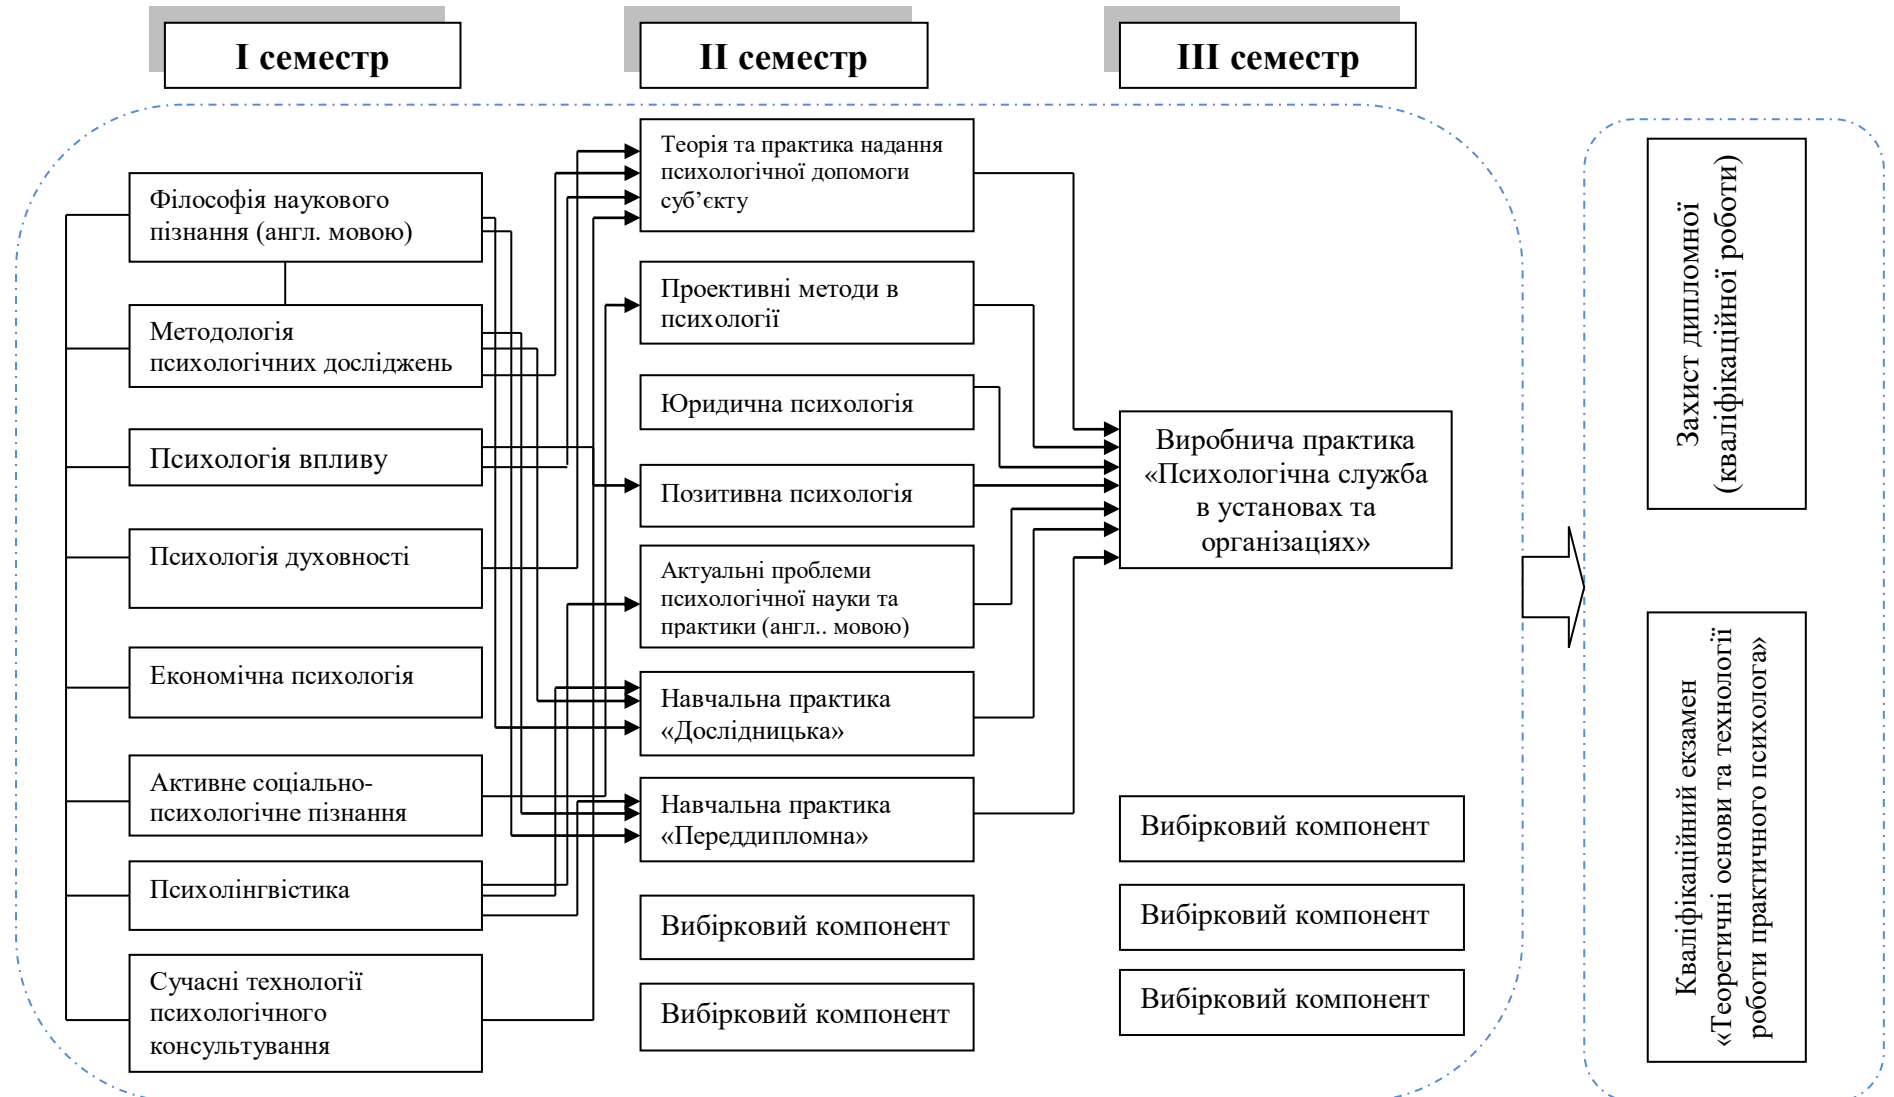 І семестр
ІІ семестр
ІІІ семестр
Філософія наукового
пізнання (англ. мовою)
Методологія
психологічних досліджень
Психологія впливу
Психологія духовності
Економічна психологія
Активне соціально-
психологічне пізнання
Психолінгвістика
Сучасні технології
психологічного
консультування
Теорія та практика надання
психологічної допомоги
суб’єкту
Проективні методи в
психології
Юридична психологія
Позитивна психологія
Актуальні проблеми
психологічної науки та
практики (англ.. мовою)
Навчальна практика
«Дослідницька»
Навчальна практика
«Переддипломна»
Вибірковий компонент
Вибірковий компонент
Виробнича практика
«Психологічна служба
в установах та
організаціях»
Вибірковий компонент
Вибірковий компонент
Вибірковий компонент
Захист дипломної
(кваліфікаційної роботи)
Кваліфікаційний екзамен
«Теоретичні основи та технології
роботи практичного психолога»